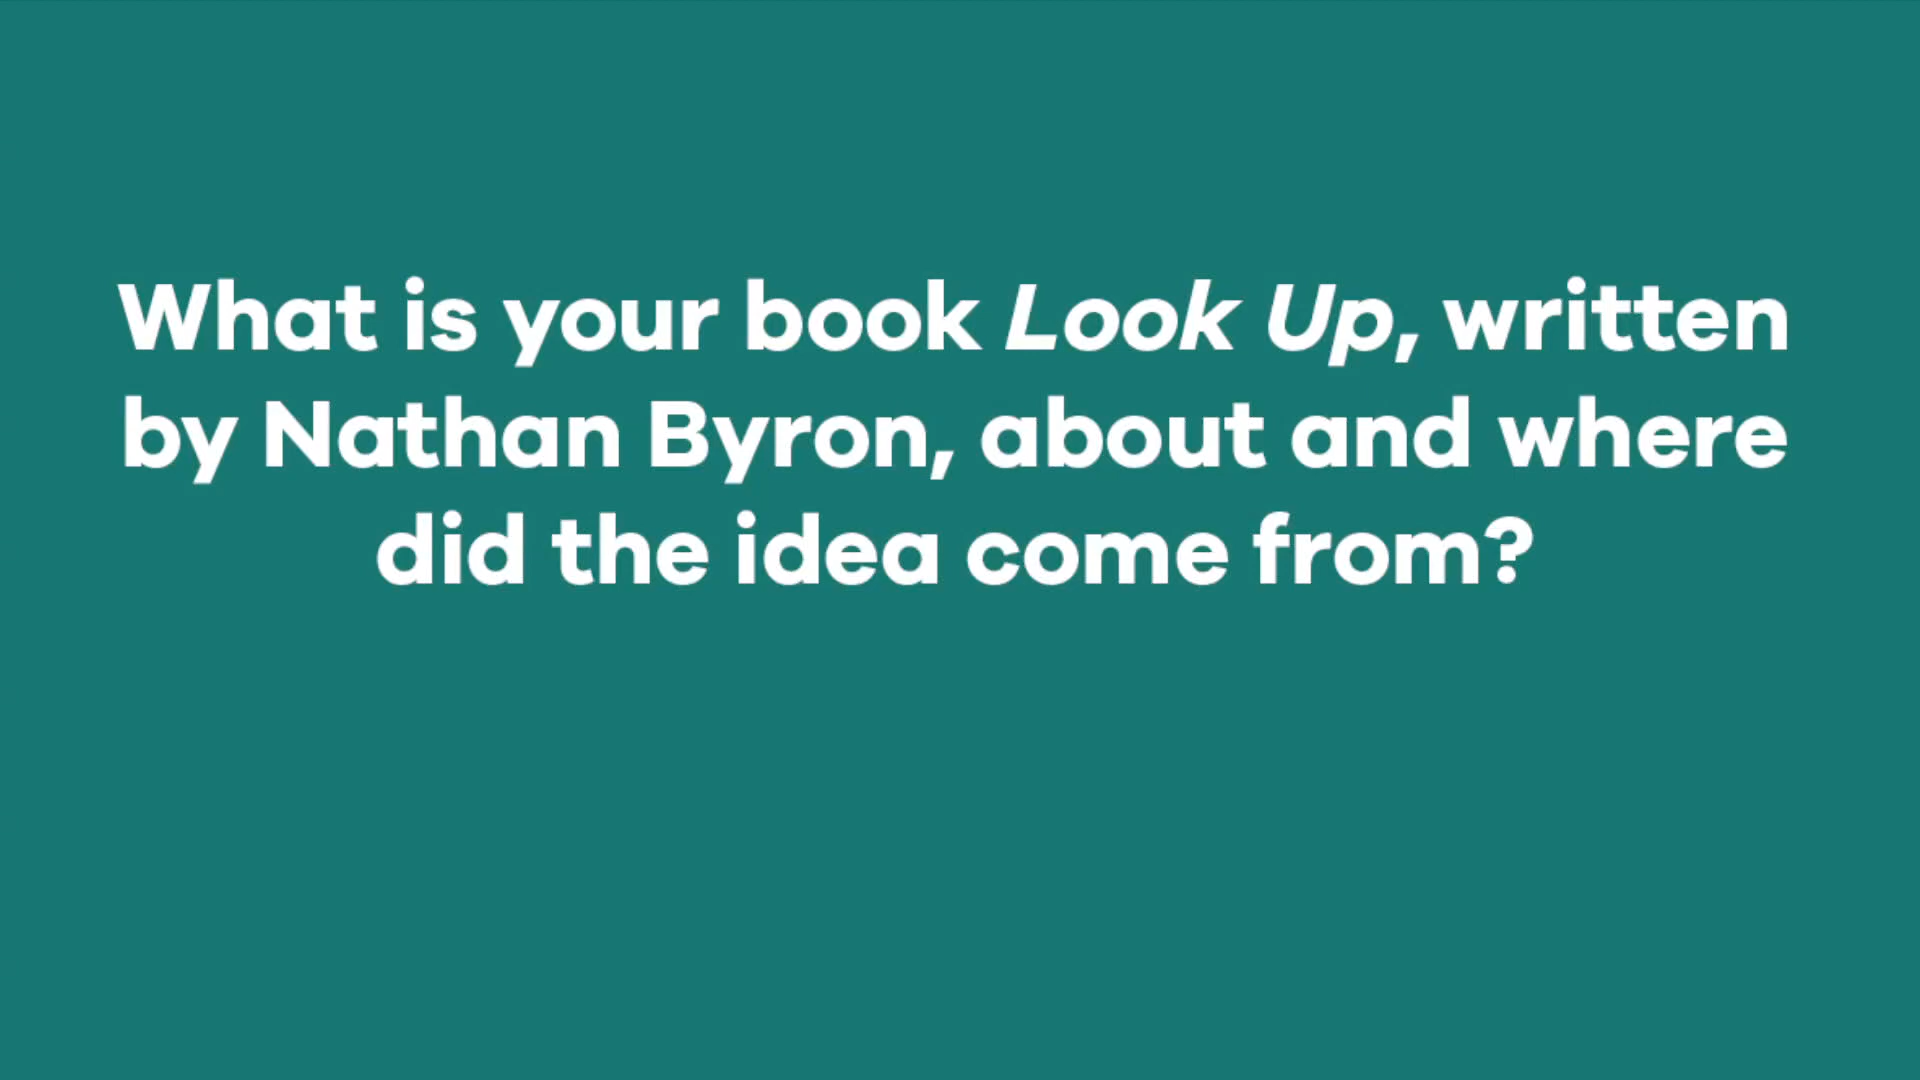 What is your book Look Up, written
by Nathan Byron, about and where
did the idea come from?